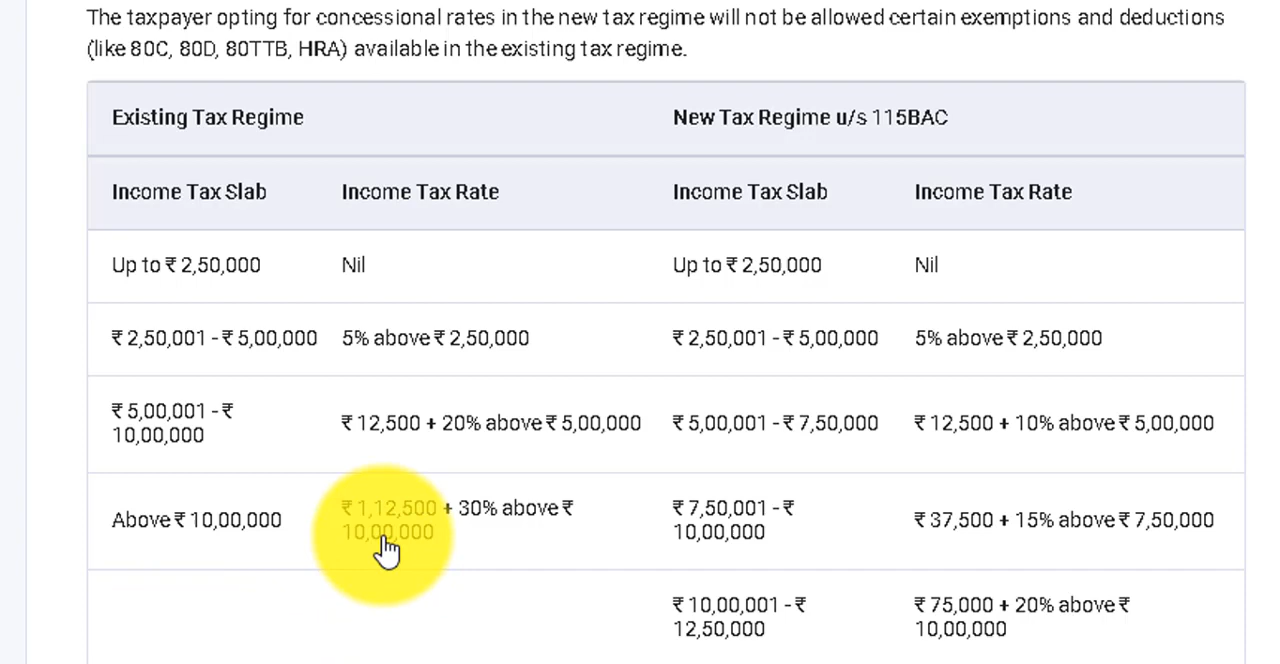 The taxpayer opting for concessional rates in the new tax regime will not be allowed certain exemptions and deductions
(like 80C, 80D, 80TTB, HRA) available in the existing tax regime.
Existing Tax Regime New Tax Regime u/s 115BAC
Income Tax Slab Income Tax Rate Income Tax Slab Income Tax Rate
Up to ₹ 2,50,000 Nil Up to ₹ 2,50,000 Nil
₹ 2,50,001 - ₹ 5,00,000 5% above ₹ 2,50,000 ₹ 2,50,001 - ₹ 5,00,000 5% above ₹ 2,50,000
₹ 5,00,001 - ₹
10,00,000
₹ 12,500 + 20% above ₹ 5,00,000 ₹ 5,00,001 - ₹ 7,50,000 ₹ 12,500 + 10% above ₹ 5,00,000
Above ₹ 10,00,000
₹ 1,12,500 + 30% above ₹
10,00,000
₹ 7,50,001 - ₹
10,00,000
₹ 37,500 + 15% above ₹ 7,50,000
₹ 10,00,001 - ₹
12,50,000
₹ 75,000 + 20% above ₹
10,00,000